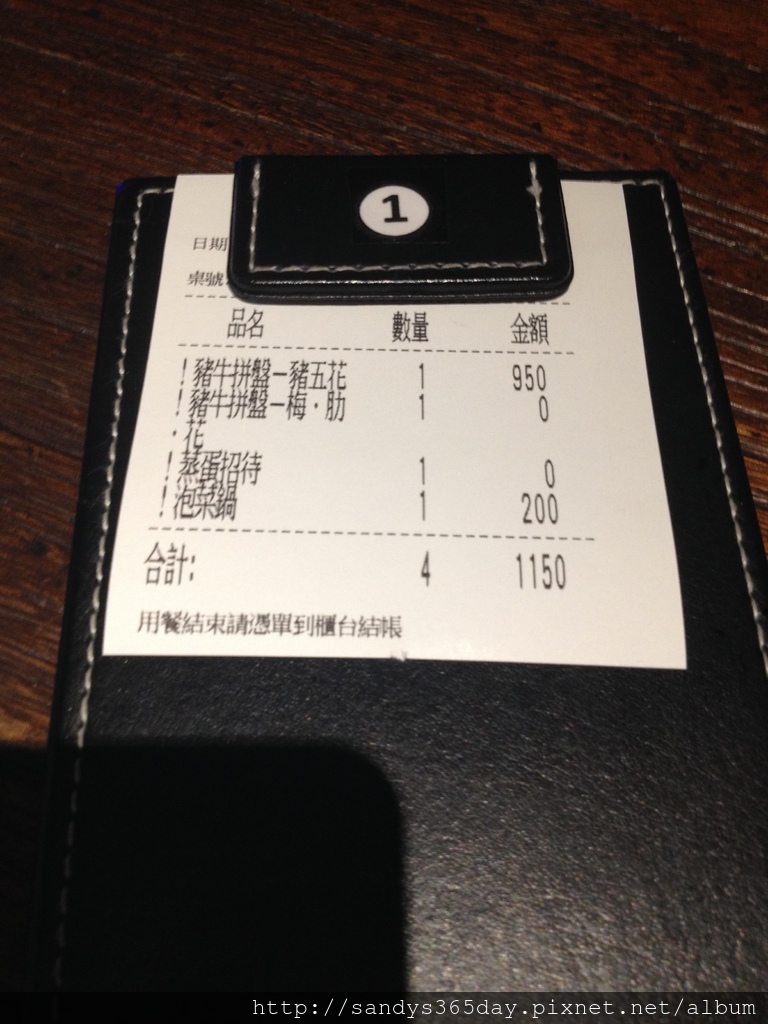 1
日期
桌號
品名 數量 金額
!豬牛拼盤－豬五花 1 950
!豬牛拼盤－梅．肋 1 0
．花
!蒸蛋招待 1 0
!泡菜鍋 1 200
合計: 4 1150
用餐結束請憑單到櫃台結帳
http://sandys365day.pixnet.net/album